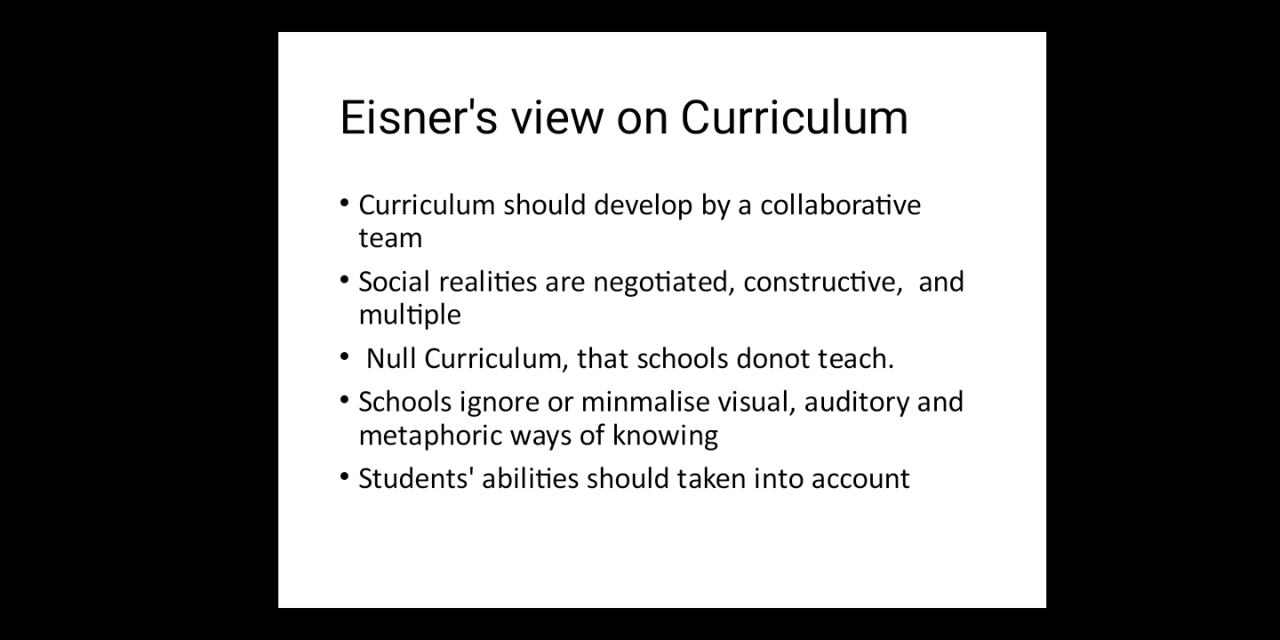 Eisner's view on Curriculum
• Curriculum should develop by a collaborative
team
• Social realities are negotiated, constructive,  and
multiple
•  Null Curriculum, that schools donot teach.
• Schools ignore or minmalise visual, auditory and
metaphoric ways of knowing
• Students' abilities should taken into account